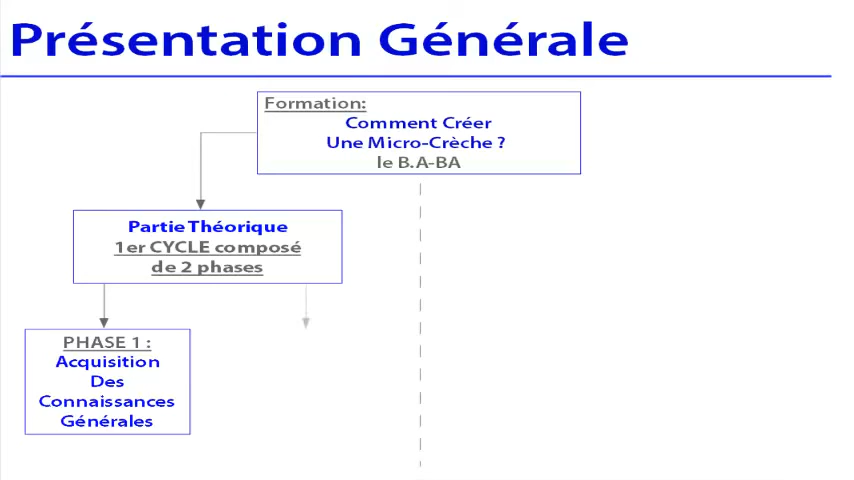 Présentation Générale
Formation:
Comment Créer
Une Micro-Crèche ?
le B.A-BA
Partie Théorique
1er CYCLE composé
de 2 phases
PHASE 1 :
Acquisition
Des
Connaissances
Générales